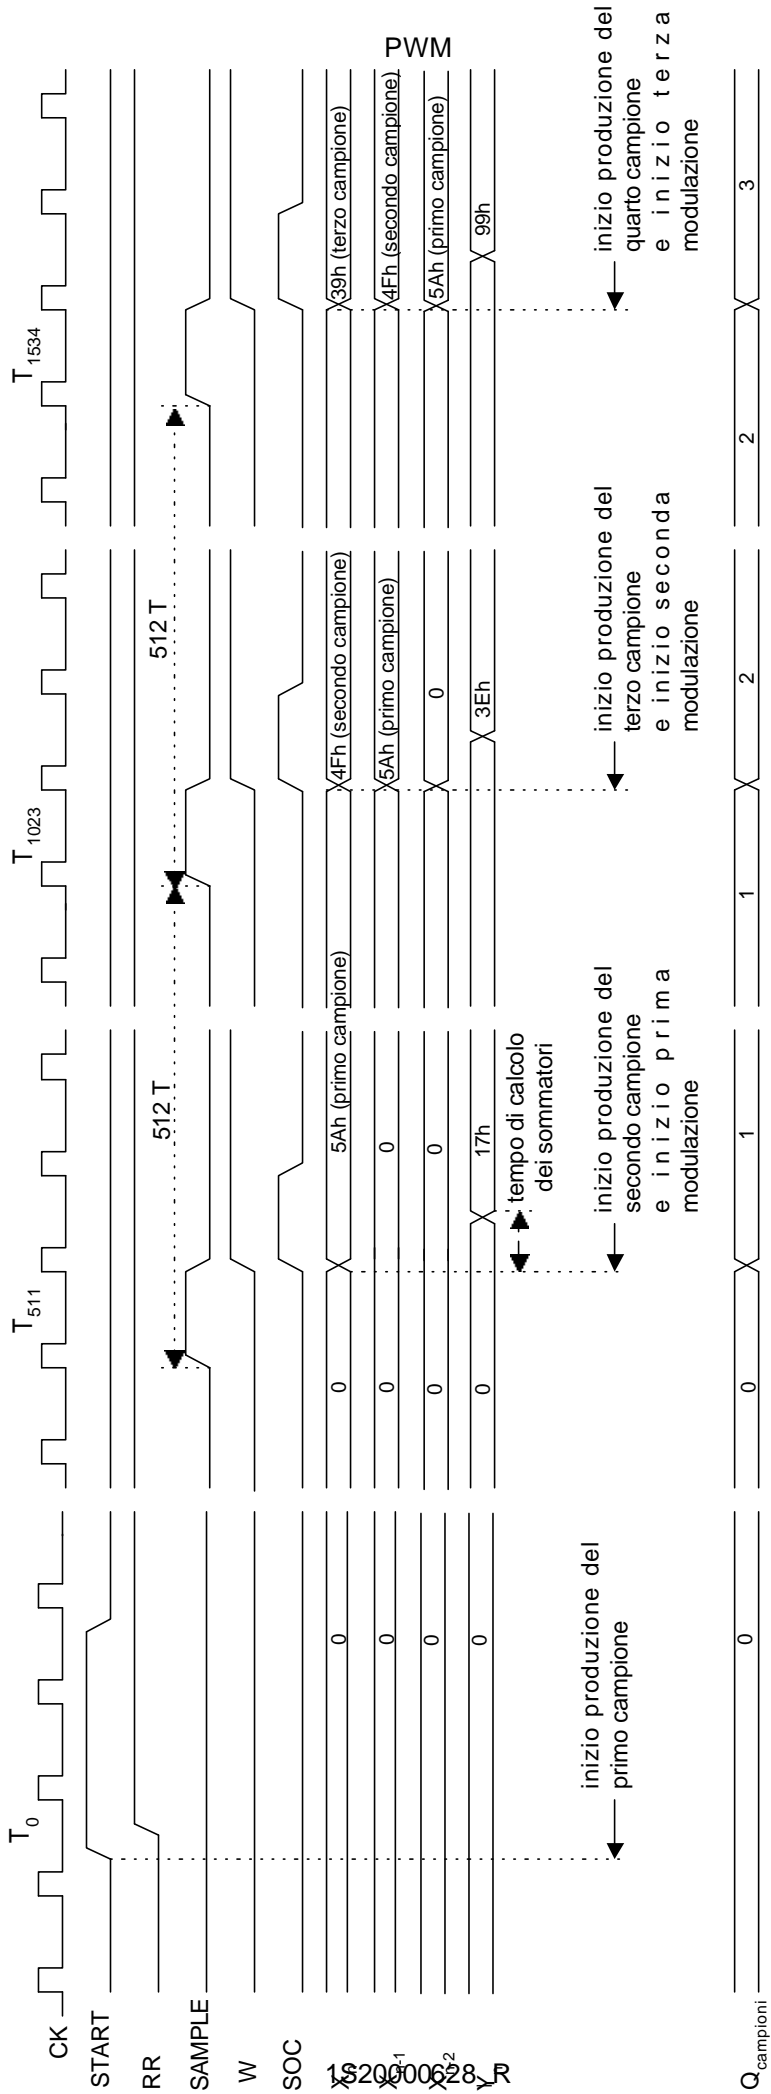 PWM
T0
T511
T1023
T1534
CK
START
RR
SAMPLE
512 T
512 T
W
SOC
0
0
5Ah (primo campione)
4Fh (secondo campione)
39h (terzo campione)
0
0
0
5Ah (primo campione)
4Fh (secondo campione)
0
0
0
0
5Ah (primo campione)
0
0
17h
3Eh
99h
tempo di calcolo
dei sommatori
inizio produzione del
primo campione
inizio produzione del
secondo campione
e inizio prima
modulazione
inizio produzione del
terzo campione
e inizio seconda
modulazione
inizio produzione del
quarto campione
e inizio terza
modulazione
Qcampioni
0
0
1
1
2
2
3
1S20000628_R